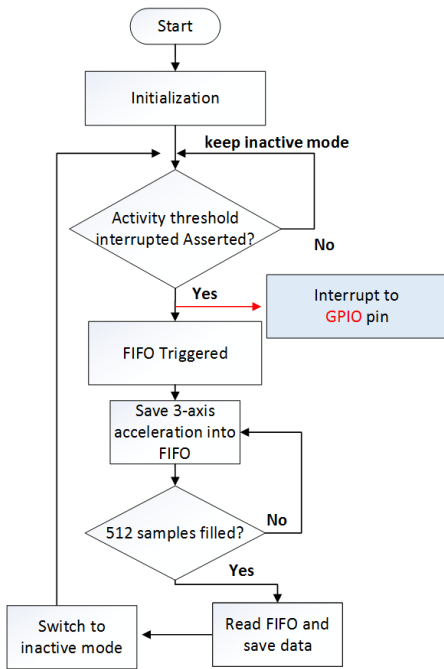 Start
Initialization
keep inactive mode
Activity threshold
interrupted Asserted?
No
Yes
Interrupt to
GPIO pin
FIFO Triggered
Save 3-axis
acceleration into
FIFO
512 samples filled?
No
Yes
Switch to
inactive mode
Read FIFO and
save data